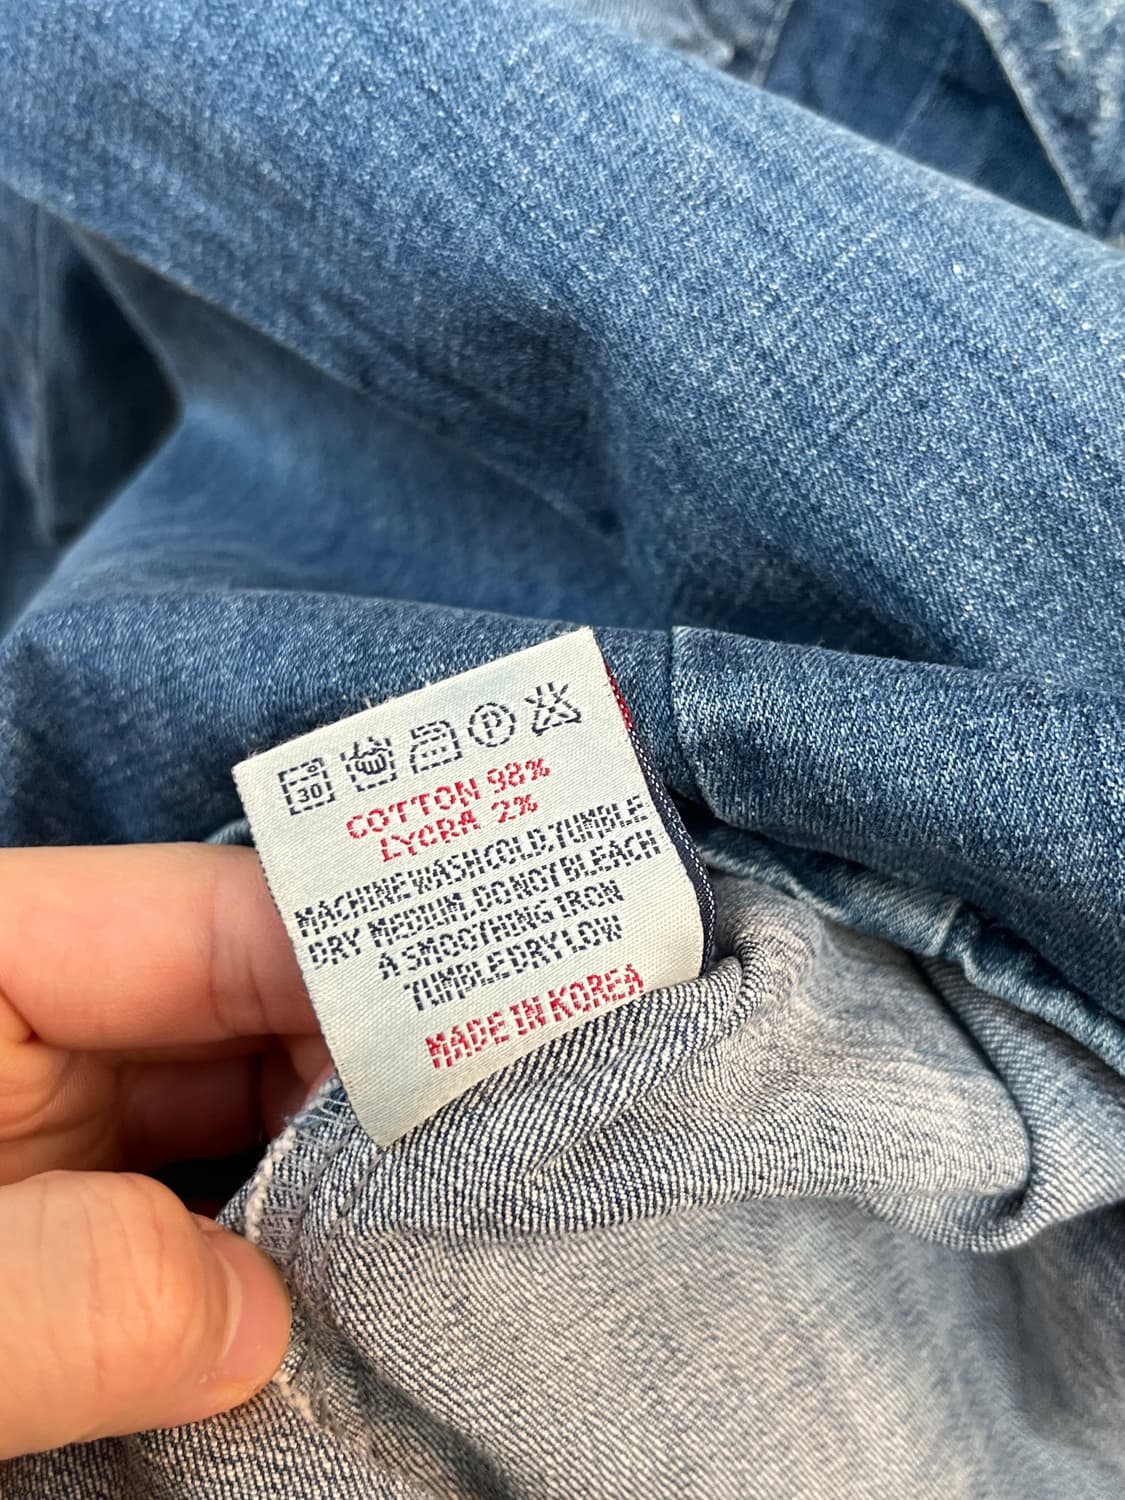 30 P
COTTON 98%
LYCRA 2%
MACHINE WASH COLD, TUMBLE
DRY MEDIUM, DO NOT BLEACH
A SMOOTHING IRON
TUMBLE DRY LOW
MADE IN KOREA